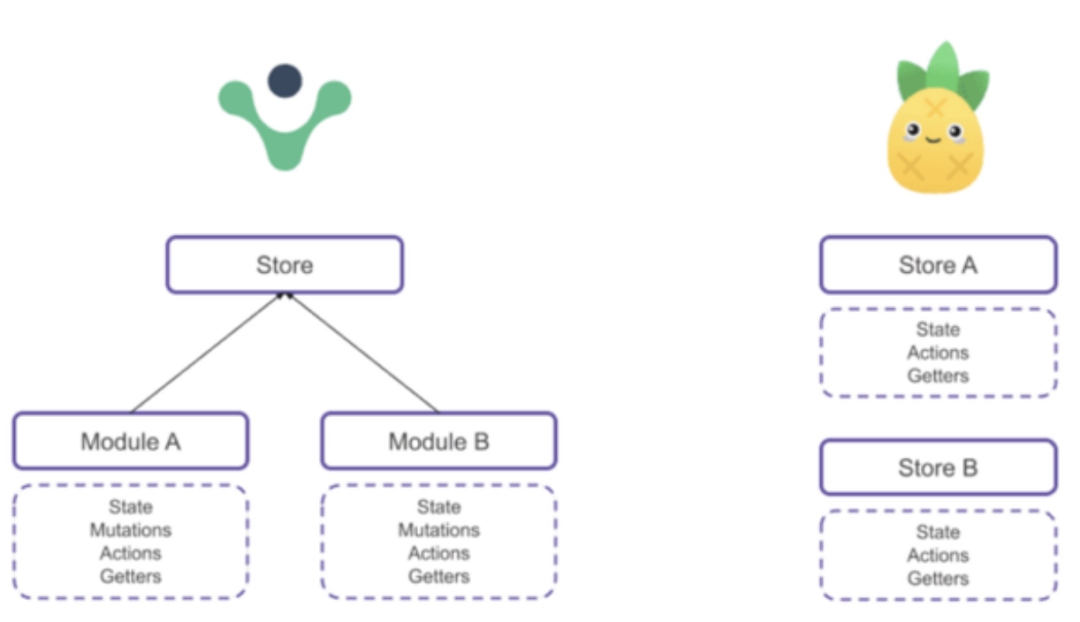 Store
Module A
State
Mutations
Actions
Getters
Module B
State
Mutations
Actions
Getters
Store A
State
Actions
Getters
Store B
State
Actions
Getters